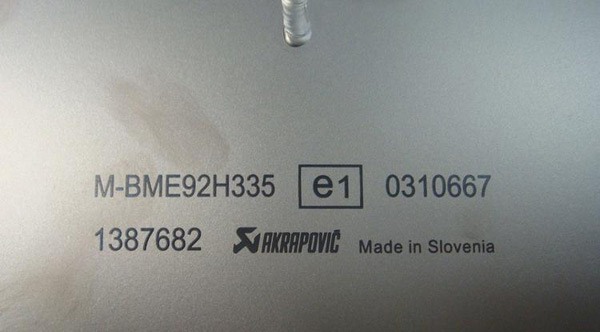 M-BME92H335 e1 0310667
1387682 AKRAPOVIČ Made in Slovenia